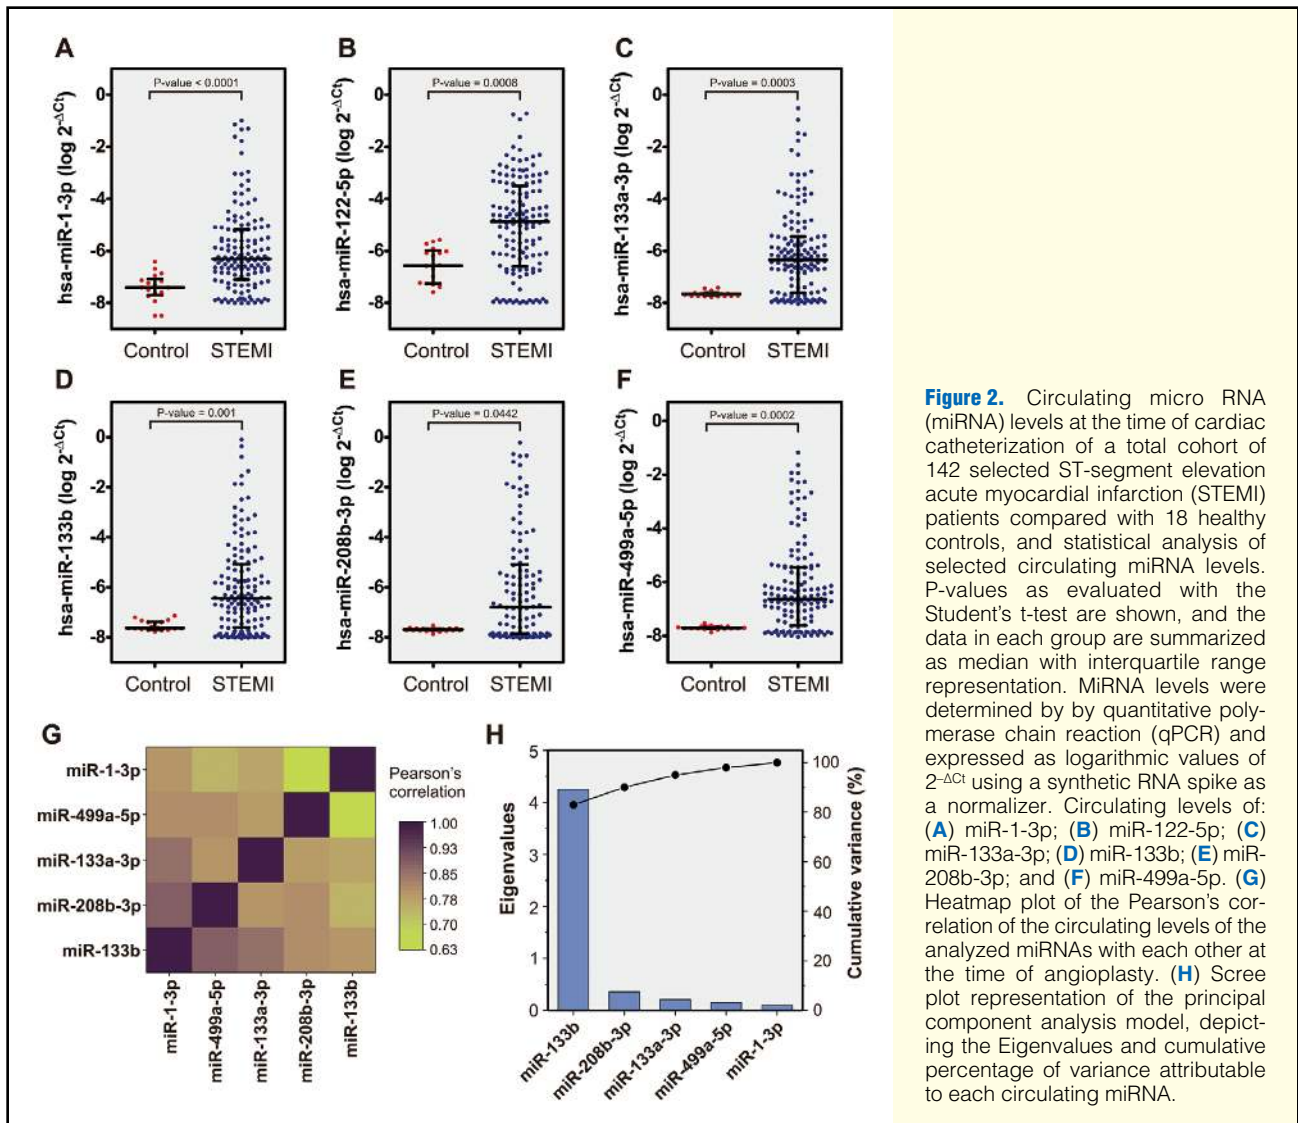 A
P-value < 0.0001
hsa-miR-1-3p (log 2-ΔCt)
0
-2
-4
-6
-8
Control STEMI
B
P-value = 0.0008
hsa-miR-122-5p (log 2-ΔCt)
0
-2
-4
-6
-8
Control STEMI
C
P-value = 0.0003
hsa-miR-133a-3p (log 2-ΔCt)
0
-2
-4
-6
-8
Control STEMI
D
P-value = 0.001
hsa-miR-133b (log 2-ΔCt)
0
-2
-4
-6
-8
Control STEMI
E
P-value = 0.0442
hsa-miR-208b-3p (log 2-ΔCt)
0
-2
-4
-6
-8
Control STEMI
F
P-value = 0.0002
hsa-miR-499a-5p (log 2-ΔCt)
0
-2
-4
-6
-8
Control STEMI
G
miR-1-3p
miR-499a-5p
miR-133a-3p
miR-208b-3p
miR-133b
miR-1-3p
miR-499a-5p
miR-133a-3p
miR-208b-3p
miR-133b
Pearson's
correlation
1.00
0.93
0.85
0.78
0.70
0.63
H
Eigenvalues
5
4
3
2
1
0
Cumulative variance (%)
100
80
60
40
20
0
miR-133b
miR-208b-3p
miR-133a-3p
miR-499a-5p
miR-1-3p
Figure 2. Circulating micro RNA
(miRNA) levels at the time of cardiac
catheterization of a total cohort of
142 selected ST-segment elevation
acute myocardial infarction (STEMI)
patients compared with 18 healthy
controls, and statistical analysis of
selected circulating miRNA levels.
P-values as evaluated with the
Student's t-test are shown, and the
data in each group are summarized
as median with interquartile range
representation. MiRNA levels were
determined by by quantitative poly-
merase chain reaction (qPCR) and
expressed as logarithmic values of
2-ΔCt using a synthetic RNA spike as
a normalizer. Circulating levels of:
(A) miR-1-3p; (B) miR-122-5p; (C)
miR-133a-3p; (D) miR-133b; (E) miR-
208b-3p; and (F) miR-499a-5p. (G)
Heatmap plot of the Pearson's cor-
relation of the circulating levels of the
analyzed miRNAs with each other at
the time of angioplasty. (H) Scree
plot representation of the principal
component analysis model, depict-
ing the Eigenvalues and cumulative
percentage of variance attributable
to each circulating miRNA.